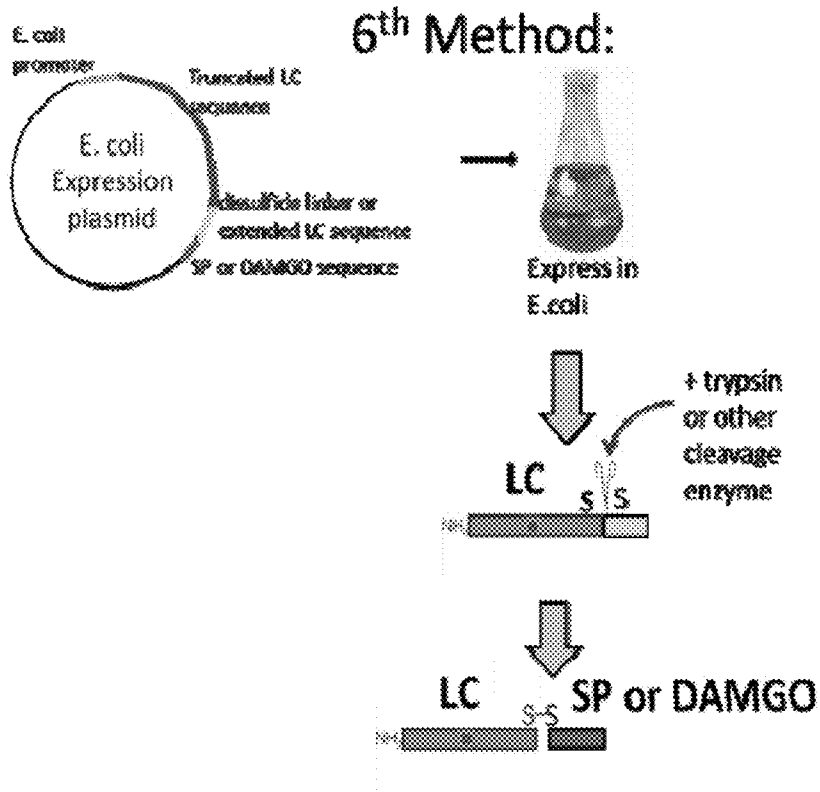 6th Method:
E. coli
promoter
Truncated LC
sequence
E. coli
Expression
plasmid
disulfide linker or
extended LC sequence
SP or DAMGO sequence
Express in
E.coli
+ trypsin
or other
cleavage
enzyme
LC
S S
LC
S-S
SP or DAMGO